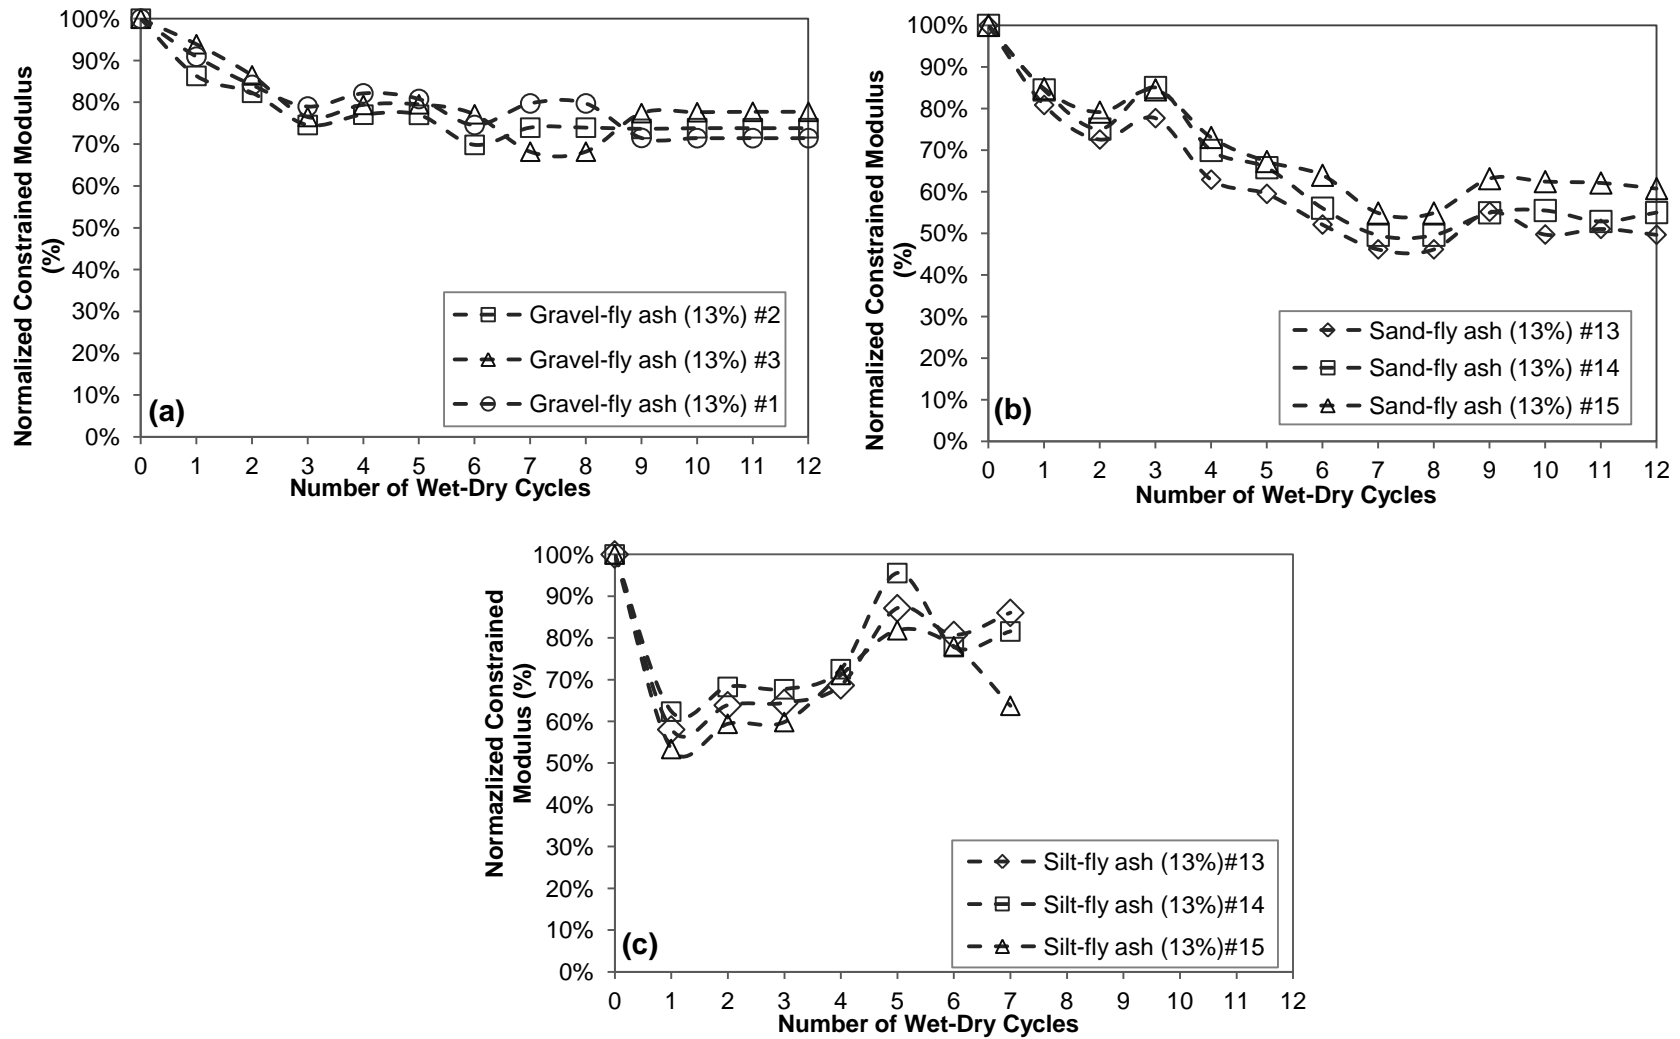 100%
90%
80%
70%
60%
50%
40%
30%
20%
10%
0%
Normalized Constrained Modulus
(%)
Gravel-fly ash (13%) #2
Gravel-fly ash (13%) #3
Gravel-fly ash (13%) #1
(a)
0 1 2 3 4 5 6 7 8 9 10 11 12
Number of Wet-Dry Cycles
100%
90%
80%
70%
60%
50%
40%
30%
20%
10%
0%
Normalized Constrained Modulus
(%)
Sand-fly ash (13%) #13
Sand-fly ash (13%) #14
Sand-fly ash (13%) #15
(b)
0 1 2 3 4 5 6 7 8 9 10 11 12
Number of Wet-Dry Cycles
100%
90%
80%
70%
60%
50%
40%
30%
20%
10%
0%
Normazlized Constrained
Modulus (%)
Silt-fly ash (13%)#13
Silt-fly ash (13%)#14
Silt-fly ash (13%)#15
(c)
0 1 2 3 4 5 6 7 8 9 10 11 12
Number of Wet-Dry Cycles